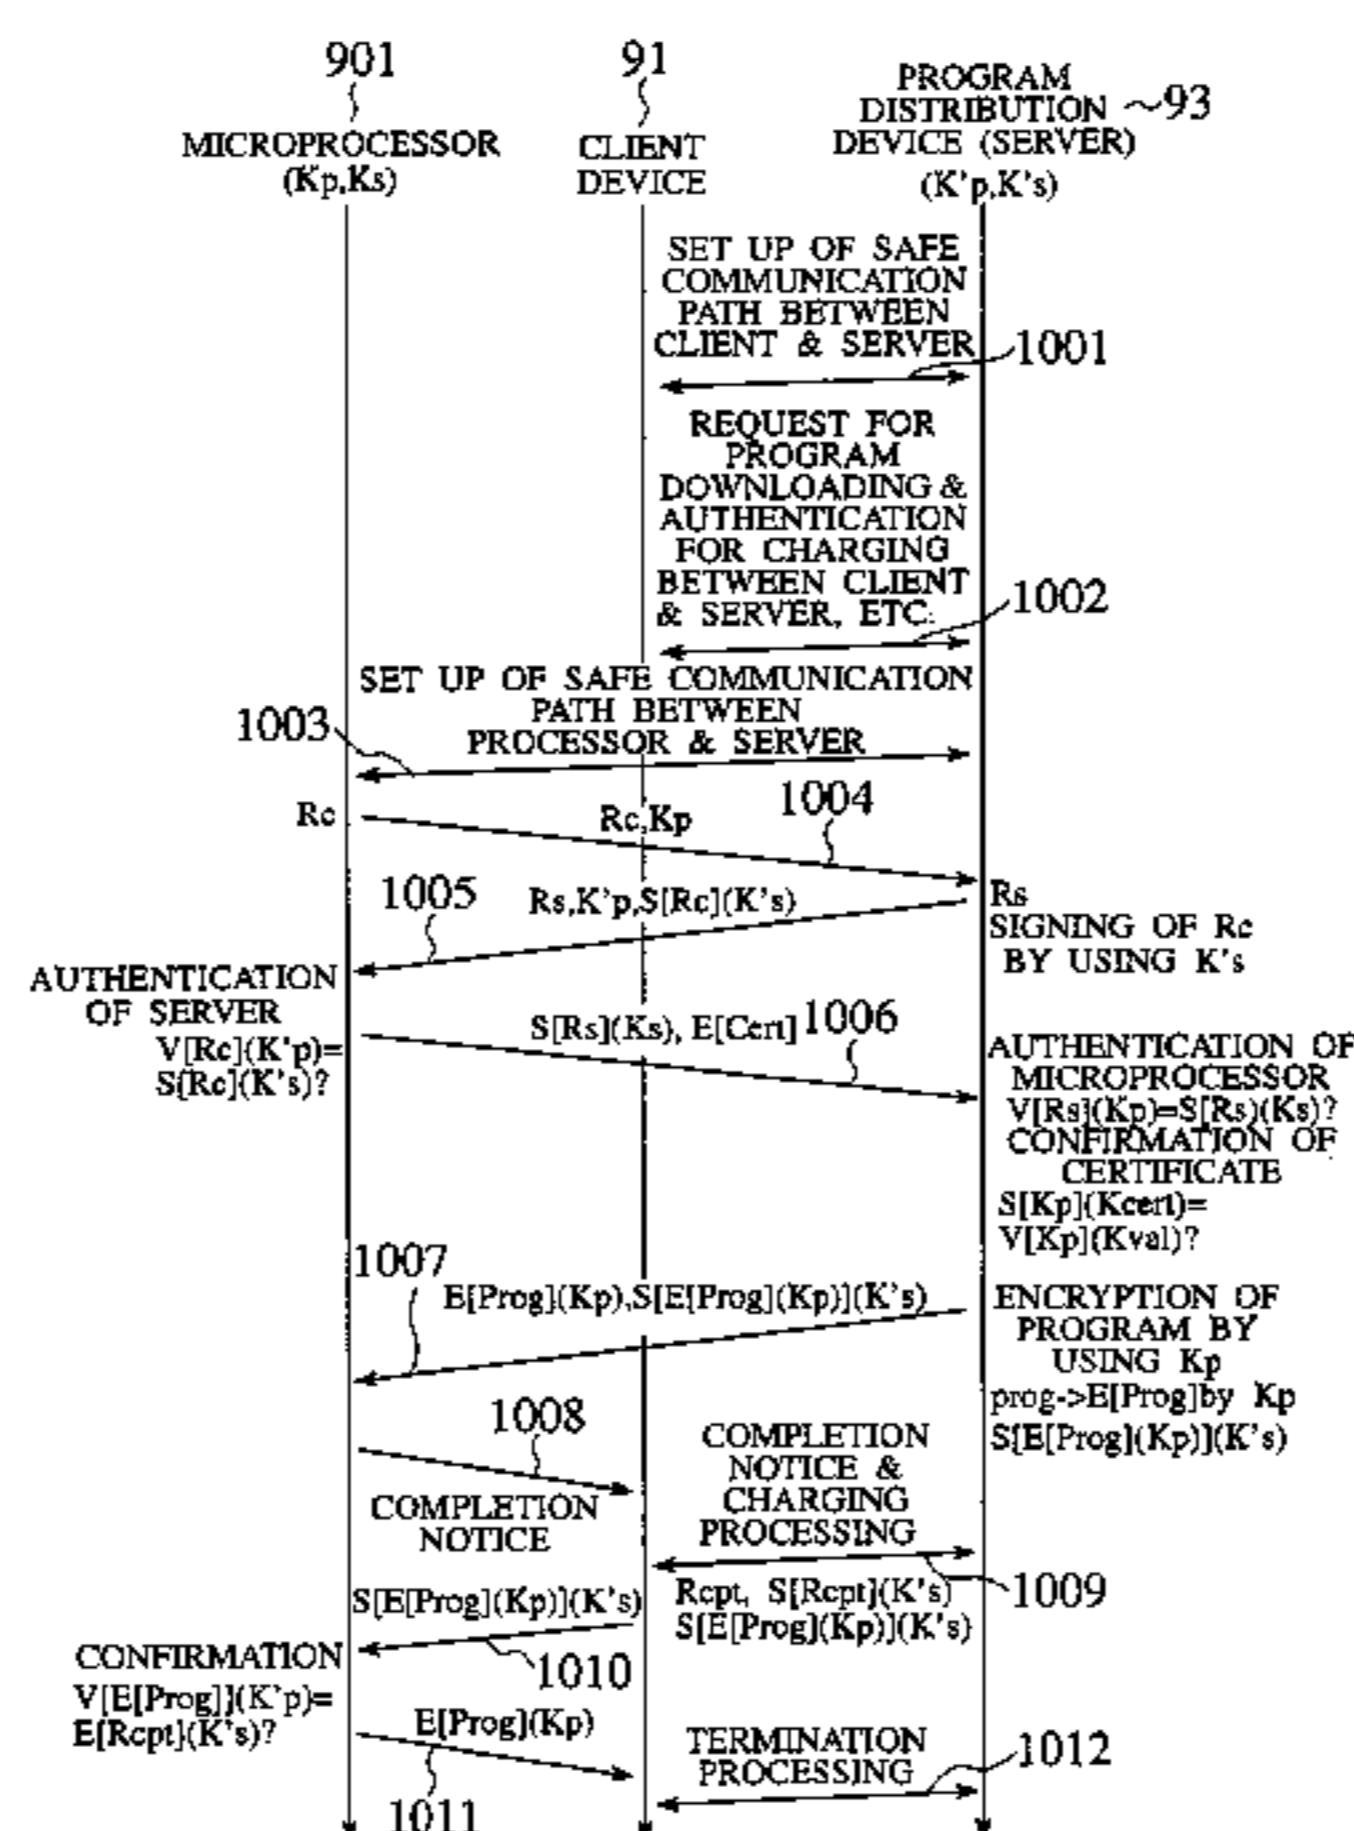 901
MICROPROCESSOR
(Kp,Ks)
91
CLIENT
DEVICE
PROGRAM
DISTRIBUTION
DEVICE (SERVER)
(K'p,K's)
93
SET UP OF SAFE
COMMUNICATION
PATH BETWEEN
CLIENT & SERVER
1001
REQUEST FOR
PROGRAM
DOWNLOADING &
AUTHENTICATION
FOR CHARGING
BETWEEN CLIENT
& SERVER, ETC.
1002
SET UP OF SAFE COMMUNICATION
PATH BETWEEN
PROCESSOR & SERVER
1003
Rc
Rc,Kp
1004
1005
Rs,K'p,S[Rc](K's)
Rs
SIGNING OF Rc
BY USING K's
AUTHENTICATION
OF SERVER
V[Rc](K'p)=
S[Rc](K's)?
S[Rs](Ks), E[Cert]
1006
AUTHENTICATION OF
MICROPROCESSOR
V[Rs](Kp)=S[Rs)(Ks)?
CONFIRMATION OF
CERTIFICATE
S[Kp](Kcert)=
V[Kp](Kval)?
1007
E[Prog](Kp),S[E[Prog](Kp)](K's)
ENCRYPTION OF
PROGRAM BY
USING Kp
prog->E[Prog]by Kp
S[E[Prog](Kp)](K's)
1008
COMPLETION
NOTICE
COMPLETION
NOTICE &
CHARGING
PROCESSING
1009
Rcpt, S[Rcpt](K's)
S[E[Prog](Kp)](K's)
S[E[Prog](Kp)](K's)
1010
CONFIRMATION
V[E[Prog]](K'p)=
E[Rcpt](K's)?
E[Prog](Kp)
1011
TERMINATION
PROCESSING
1012